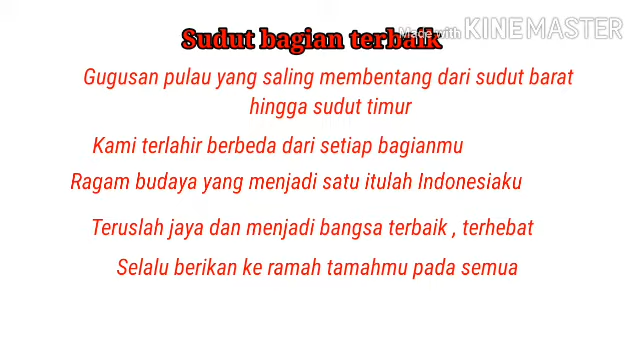 Made with KINEMASTER
Sudut bagian terbaik
Gugusan pulau yang saling membentang dari sudut barat
hingga sudut timur
Kami terlahir berbeda dari setiap bagianmu
Ragam budaya yang menjadi satu itulah Indonesiaku
Teruslah jaya dan menjadi bangsa terbaik , terhebat
Selalu berikan ke ramah tamahmu pada semua